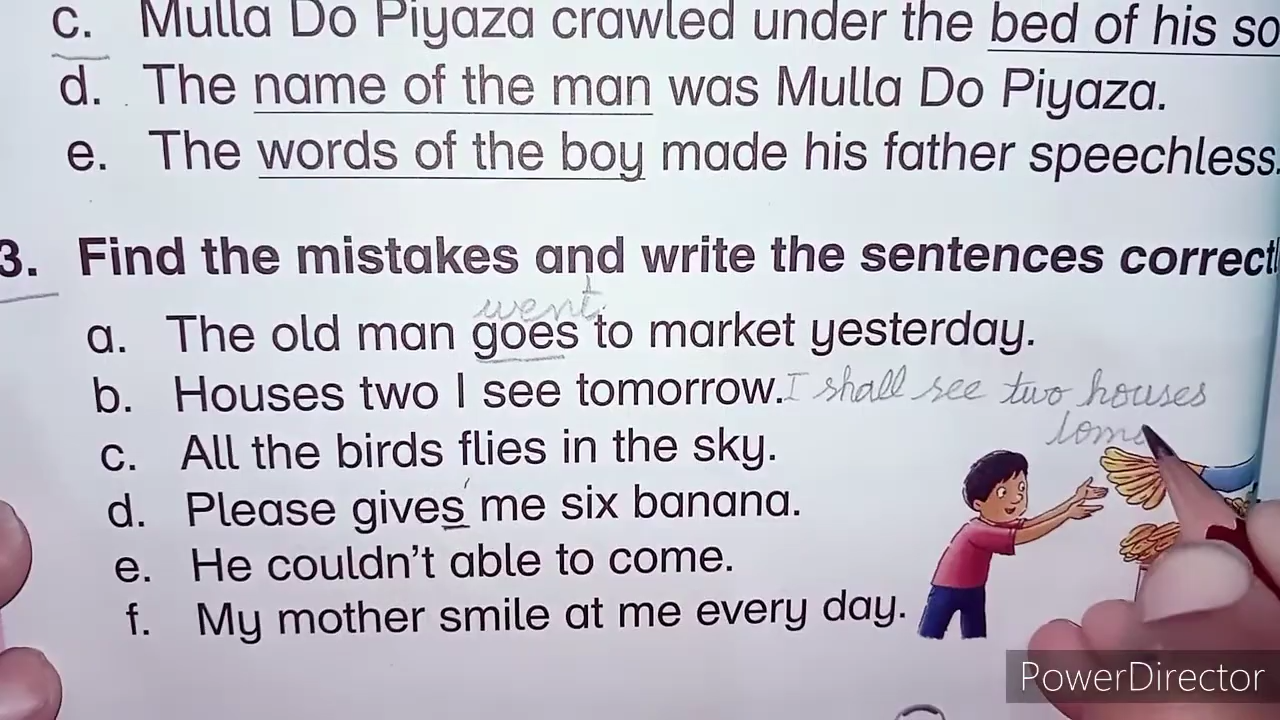 c. Mulla Do Piyaza crawled under the bed of his so
d. The name of the man was Mulla Do Piyaza.
e. The words of the boy made his father speechless.
3. Find the mistakes and write the sentences correctl
went
a. The old man goes to market yesterday.
b. Houses two I see tomorrow. I shall see two houses
tom
c. All the birds flies in the sky.
d. Please gives me six banana.
e. He couldn't able to come.
f. My mother smile at me every day.
PowerDirector